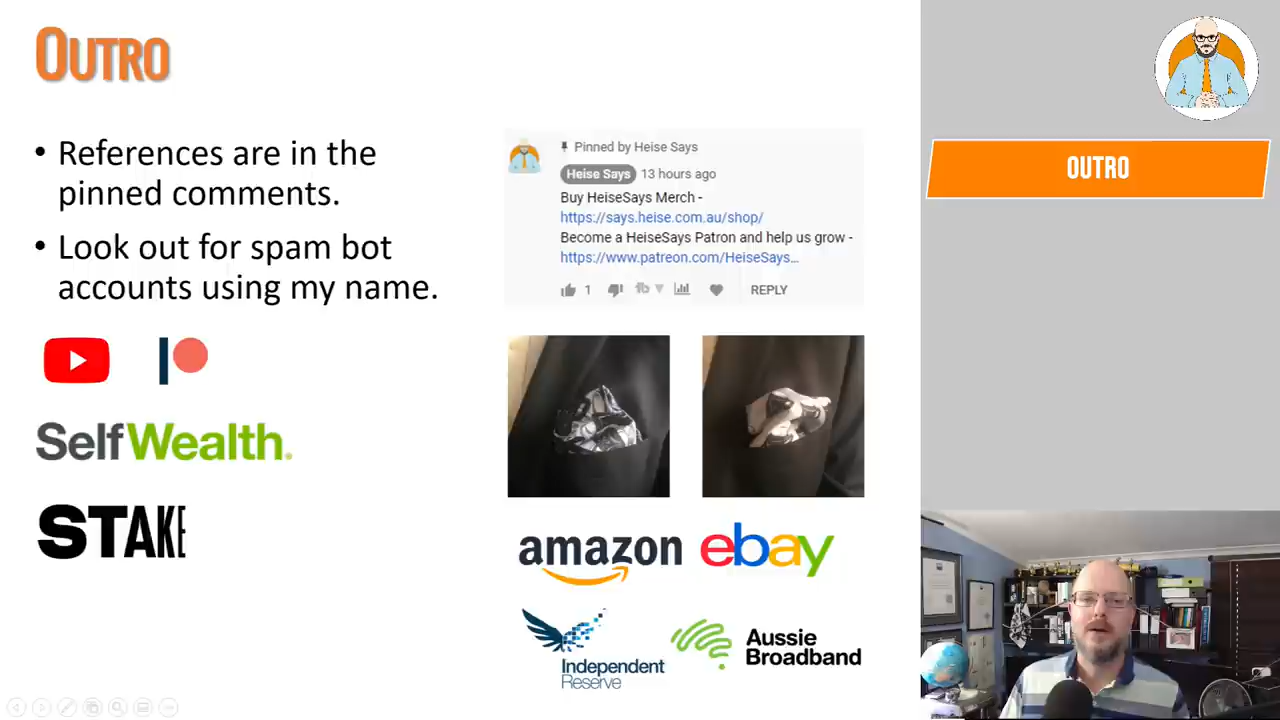 OUTRO
• References are in the
pinned comments.
• Look out for spam bot
accounts using my name.
SelfWealth.
STAKE
Pinned by Heise Says
Heise Says 13 hours ago
Buy HeiseSays Merch -
https://says.heise.com.au/shop/
Become a HeiseSays Patron and help us grow -
https://www.patreon.com/HeiseSays...
1 REPLY
amazon ebay
Independent
Reserve
Aussie
Broadband
OUTRO